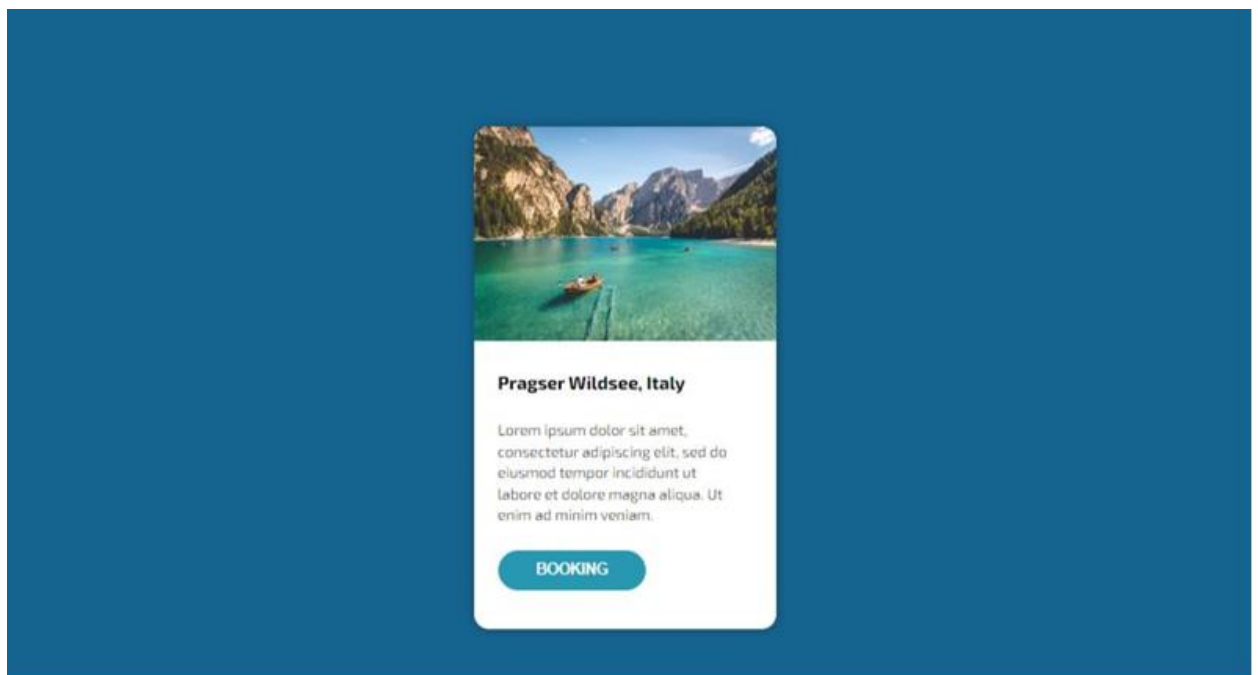 Pragser Wildsee, Italy
Lorem ipsum dolor sit amet,
consectetur adipiscing elit, sed do
eiusmod tempor incididunt ut
labore et dolore magna aliqua. Ut
enim ad minim veniam.
BOOKING